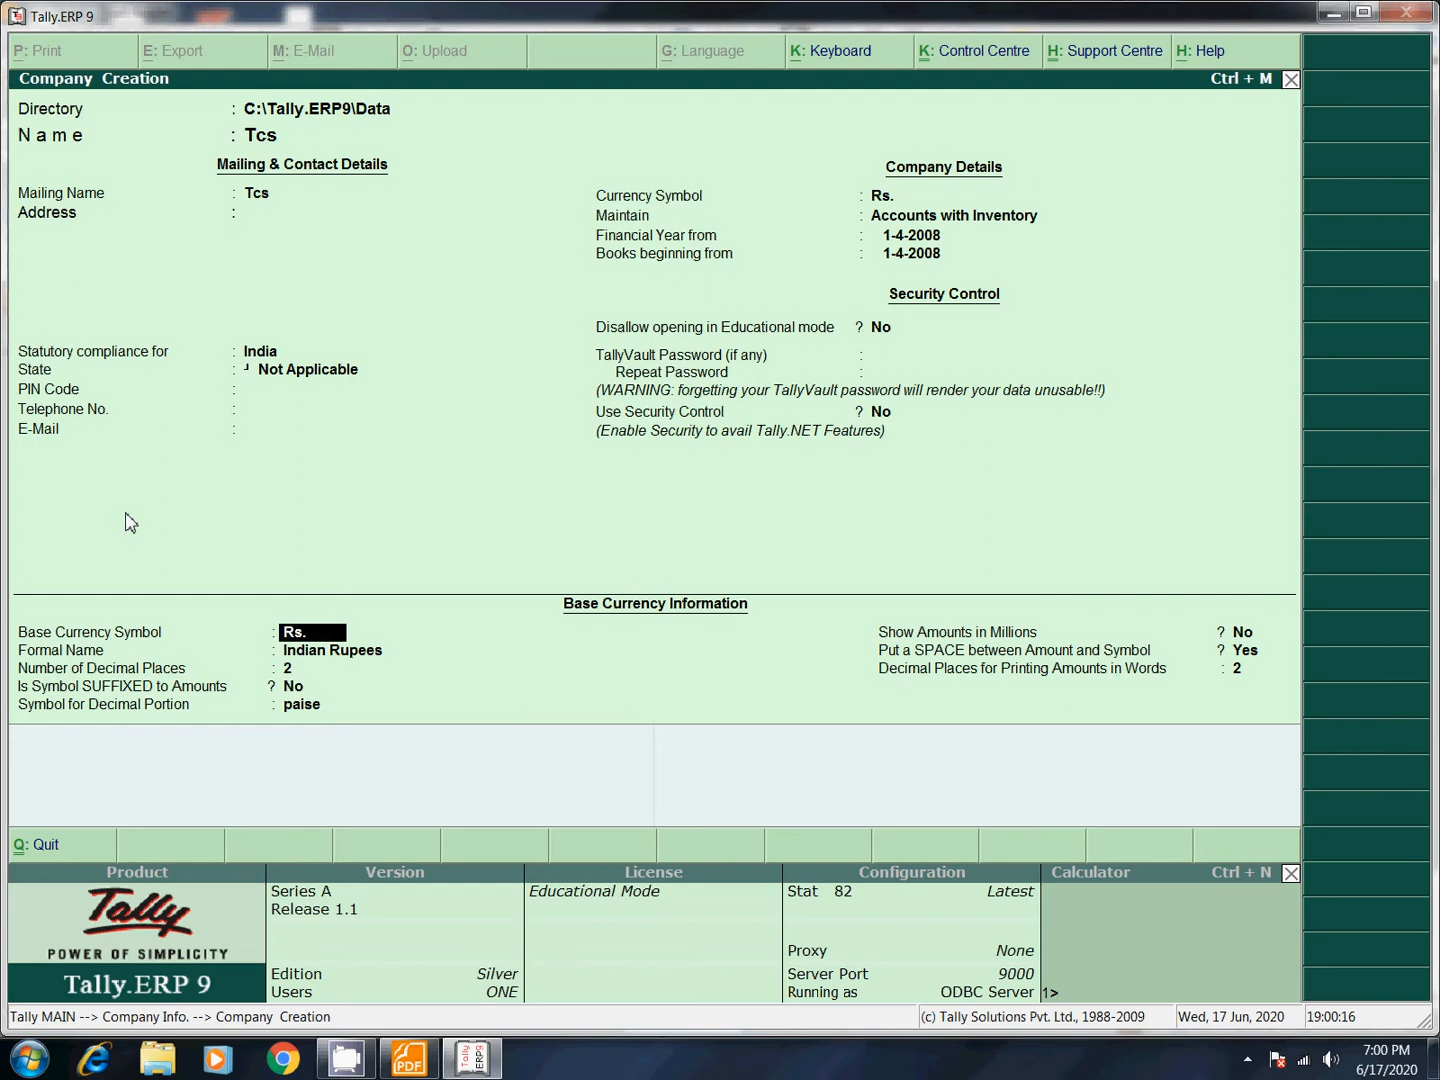 Tally.ERP 9
P: Print E: Export M: E-Mail O: Upload G: Language K: Keyboard K: Control Centre H: Support Centre H: Help
Company Creation Ctrl + M
Directory : C:\Tally.ERP9\Data
Name : Tcs
Mailing & Contact Details
Mailing Name : Tcs
Address :
Statutory compliance for : India
State : ┘ Not Applicable
PIN Code :
Telephone No. :
E-Mail :
Company Details
Currency Symbol : Rs.
Maintain : Accounts with Inventory
Financial Year from : 1-4-2008
Books beginning from : 1-4-2008
Security Control
Disallow opening in Educational mode ? No
TallyVault Password (if any) :
Repeat Password :
(WARNING: forgetting your TallyVault password will render your data unusable!!)
Use Security Control ? No
(Enable Security to avail Tally.NET Features)
Base Currency Information
Base Currency Symbol : Rs.
Formal Name : Indian Rupees
Number of Decimal Places : 2
Is Symbol SUFFIXED to Amounts ? No
Symbol for Decimal Portion : paise
Show Amounts in Millions ? No
Put a SPACE between Amount and Symbol ? Yes
Decimal Places for Printing Amounts in Words : 2
Q: Quit
Product Version License Configuration Calculator Ctrl + N
Tally
POWER OF SIMPLICITY
Tally.ERP 9
Series A
Release 1.1
Edition Silver
Users ONE
Educational Mode
Stat 82 Latest
Proxy None
Server Port 9000
Running as ODBC Server
1>
Tally MAIN --> Company Info. --> Company Creation (c) Tally Solutions Pvt. Ltd., 1988-2009 Wed, 17 Jun, 2020 19:00:16
PDF
Tally
ERP9
7:00 PM
6/17/2020